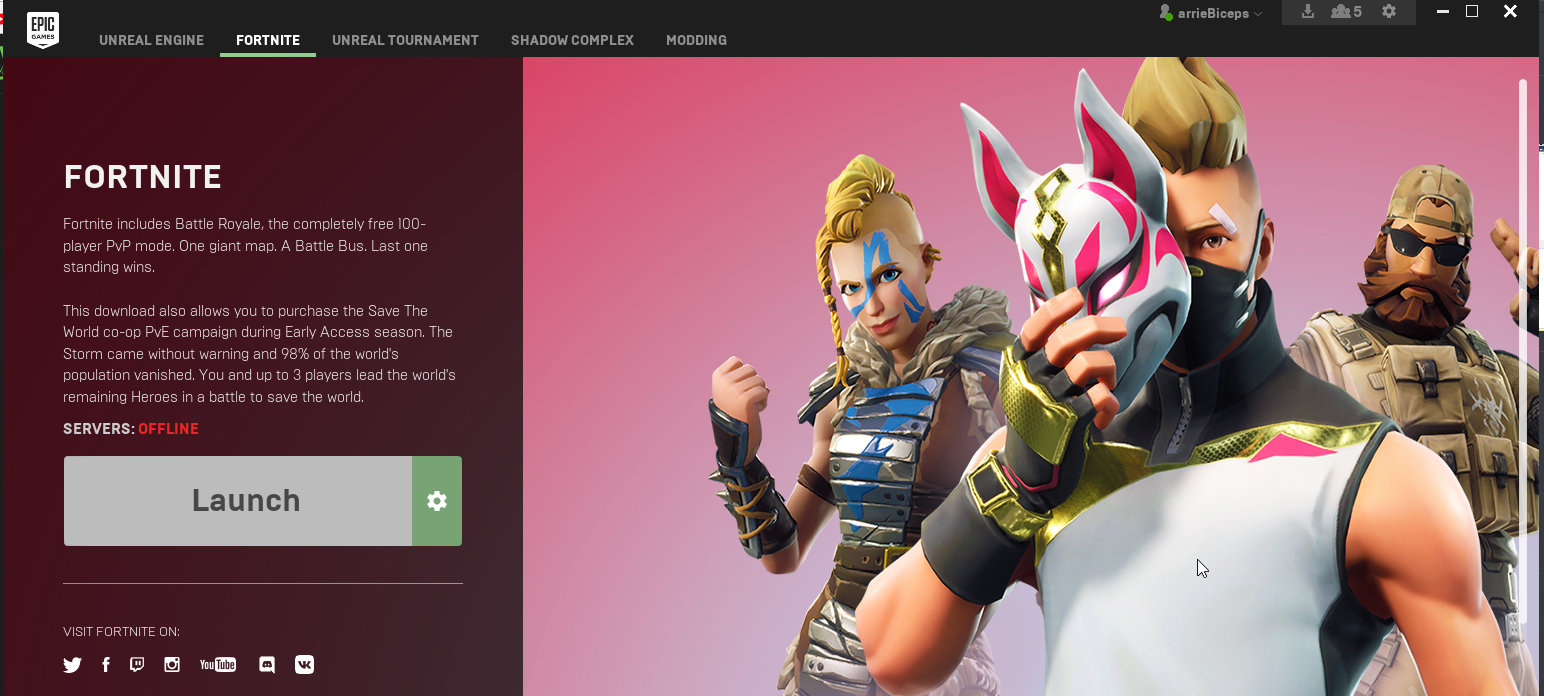 EPIC
GAMES
arrieBiceps
5
UNREAL ENGINE
FORTNITE
UNREAL TOURNAMENT
SHADOW COMPLEX
MODDING
FORTNITE
Fortnite includes Battle Royale, the completely free 100-
player PvP mode. One giant map. A Battle Bus. Last one
standing wins.
This download also allows you to purchase the Save The
World co-op PvE campaign during Early Access season. The
Storm came without warning and 98% of the world's
population vanished. You and up to 3 players lead the world's
remaining Heroes in a battle to save the world.
SERVERS: OFFLINE
Launch
VISIT FORTNITE ON:
YouTube